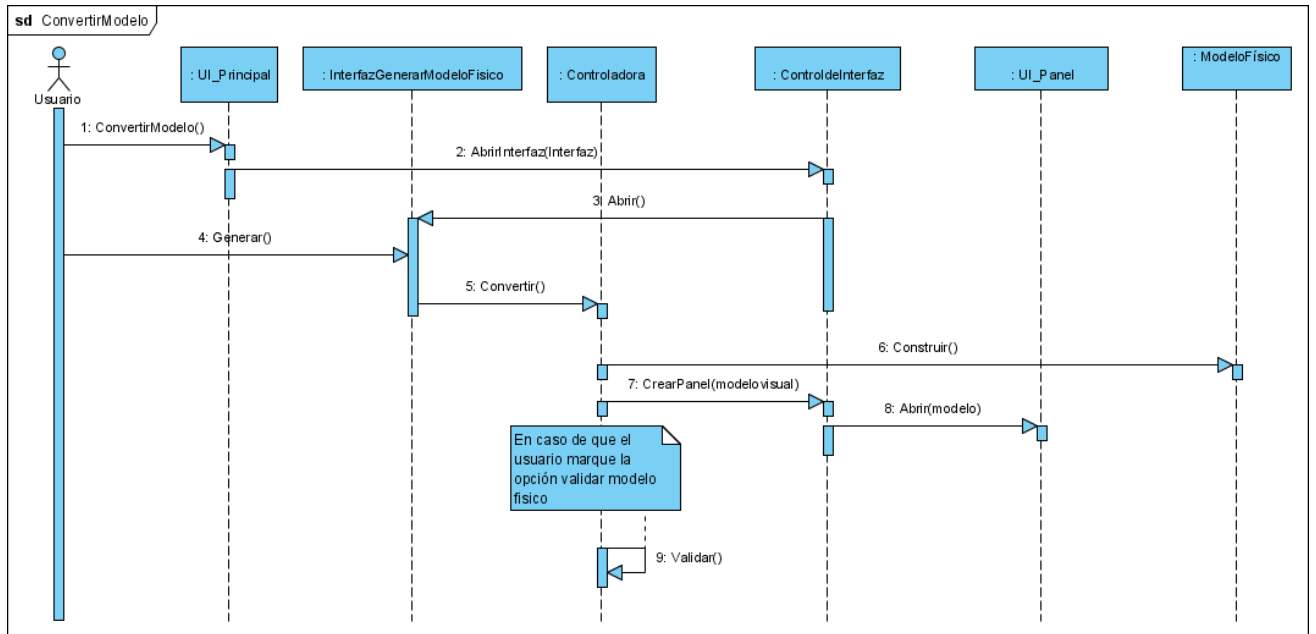 sd ConvertirModelo
Usuario
: UI_Principal
: InterfazGenerarModeloFisico
: Controladora
: ControldeInterfaz
: UI_Panel
: ModeloFísico
1: ConvertirModelo()
2: AbrirInterfaz(Interfaz)
3: Abrir()
4: Generar()
5: Convertir()
6: Construir()
7: CrearPanel(modelovisual)
8: Abrir(modelo)
En caso de que el
usuario marque la
opción validar modelo
fisico
9: Validar()